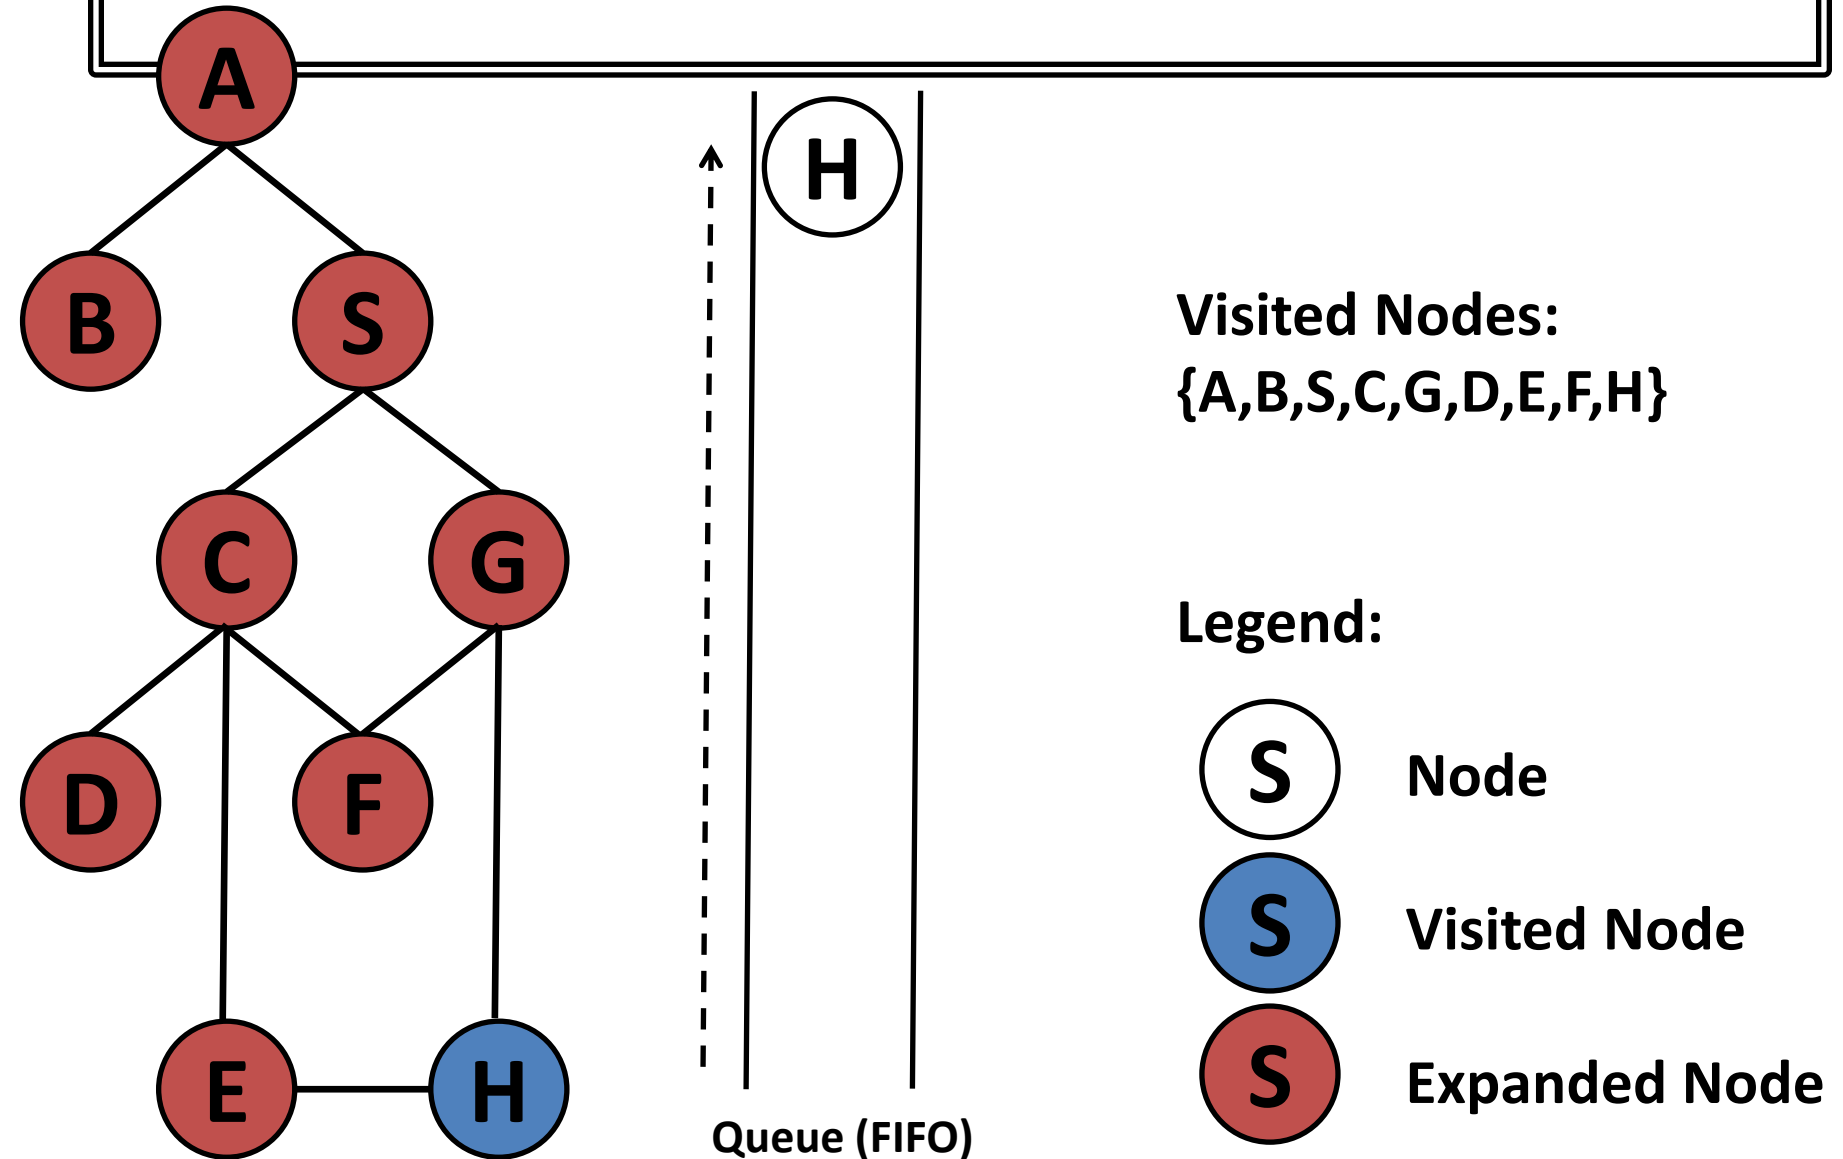 A
H
B S
Visited Nodes:
{A,B,S,C,G,D,E,F,H}
C G
Legend:
D F
S Node
S Visited Node
E H
S Expanded Node
Queue (FIFO)